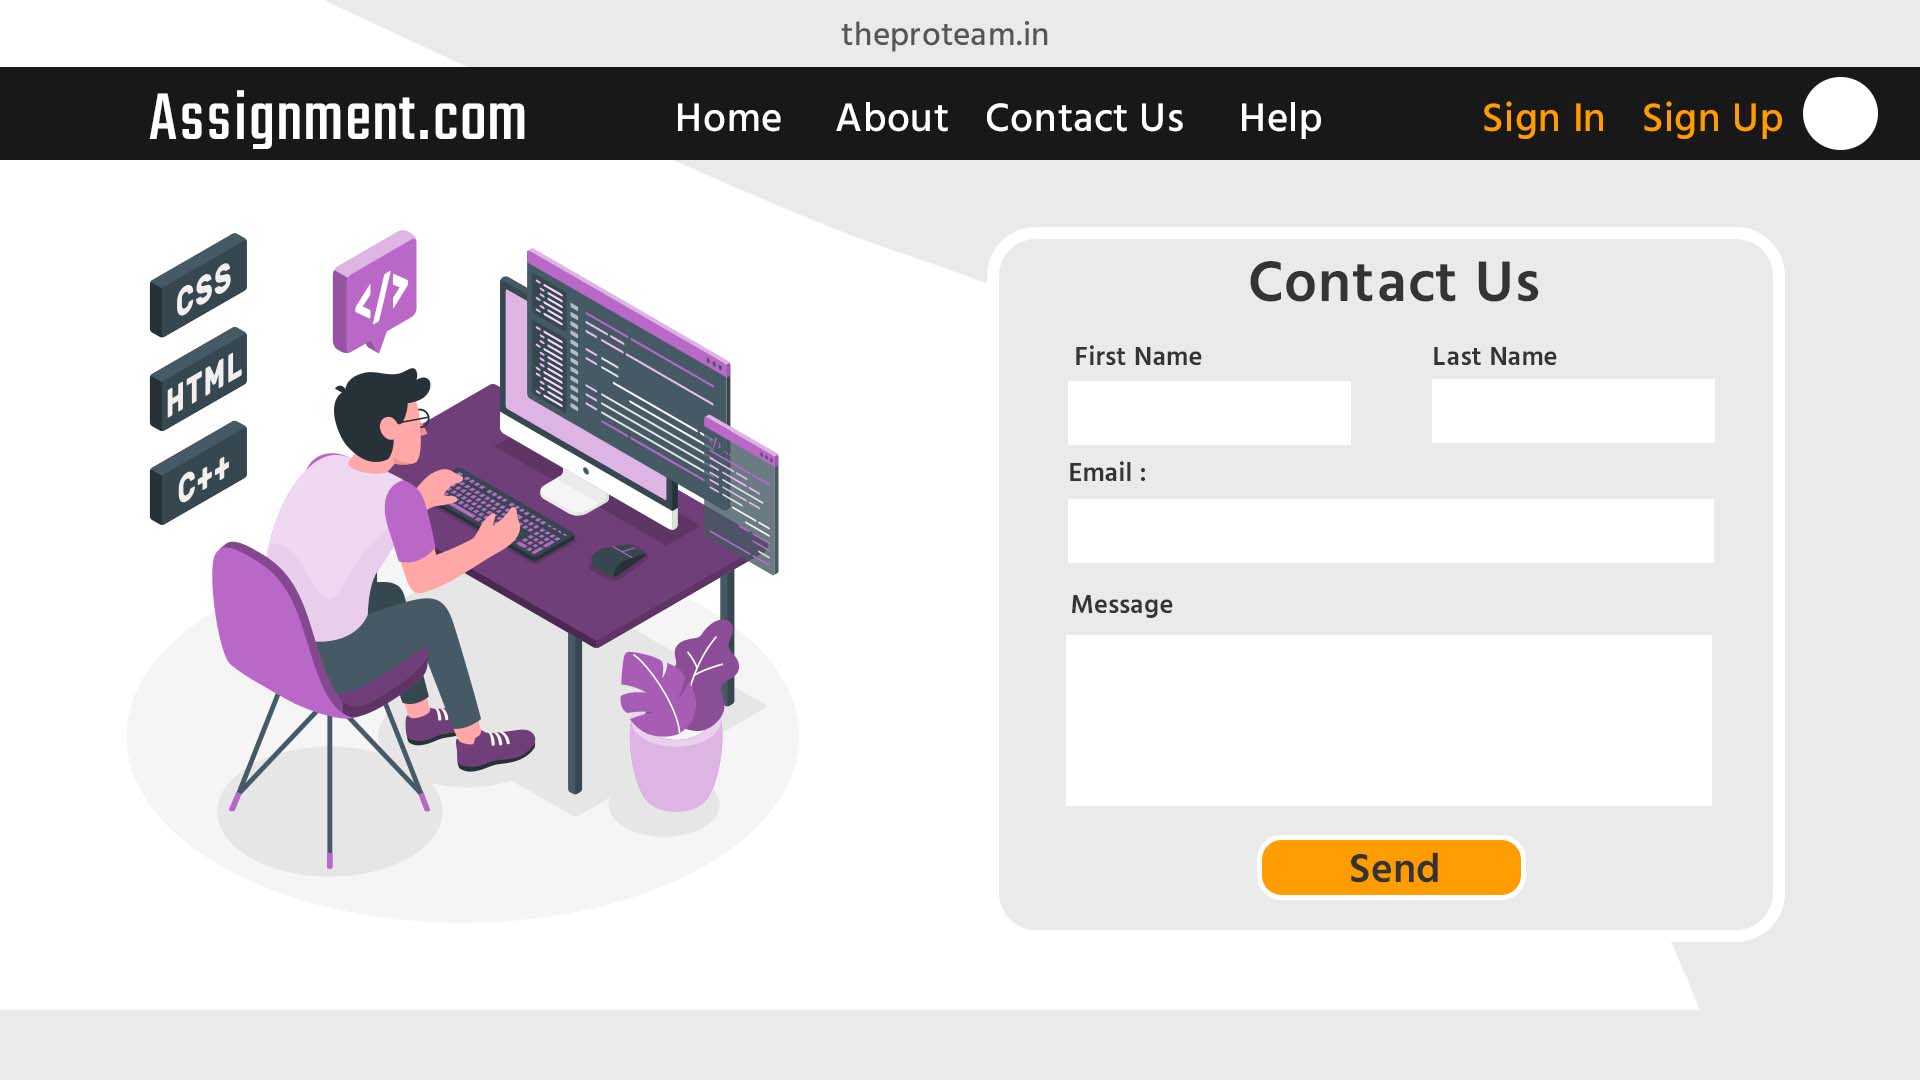 theproteam.in
Assignment.com Home About Contact Us Help Sign In Sign Up
CSS
</>
HTML
C++
</>
Contact Us
First Name Last Name
Email :
Message
Send